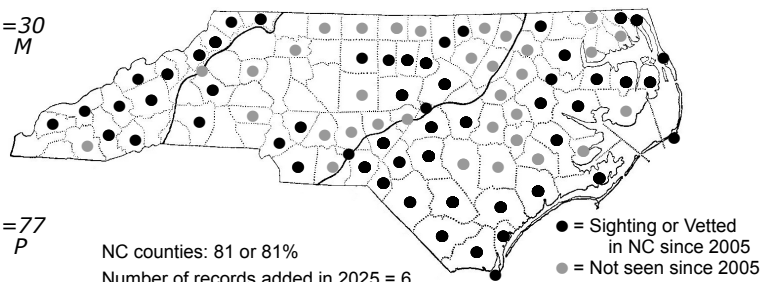 =30
M
=77
P
NC counties: 81 or 81%
Number of records added in 2025 = 6
= Sighting or Vetted
in NC since 2005
= Not seen since 2005